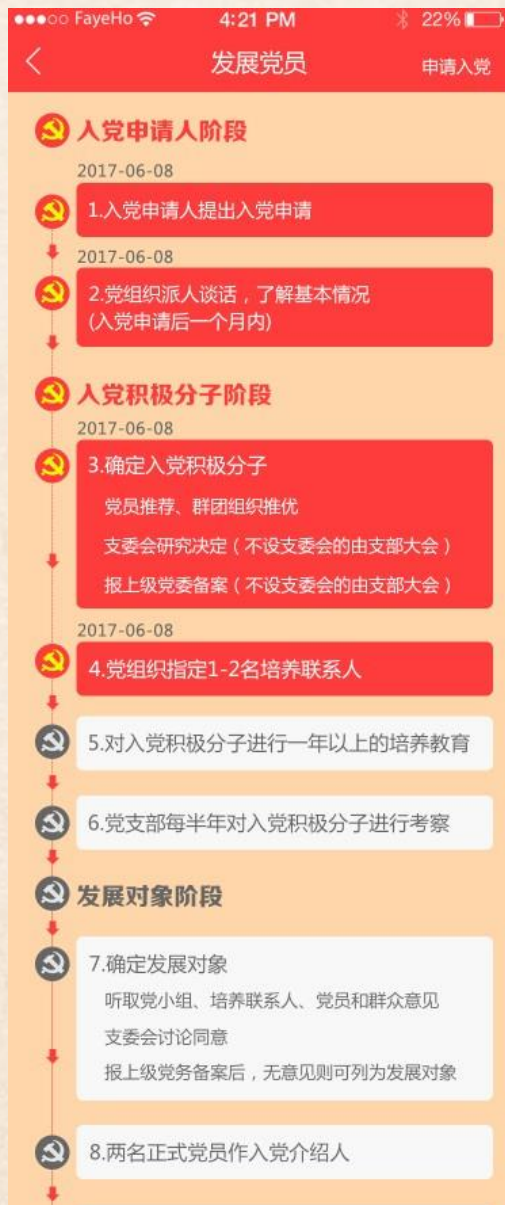 FayeHo 4:21 PM 22%
发展党员 申请入党
入党申请人阶段
2017-06-08
1.入党申请人提出入党申请
2017-06-08
2.党组织派人谈话，了解基本情况
(入党申请后一个月内)
入党积极分子阶段
2017-06-08
3.确定入党积极分子
党员推荐、群团组织推优
支委会研究决定（不设支委会的由支部大会）
报上级党委备案（不设支委会的由支部大会）
2017-06-08
4.党组织指定1-2名培养联系人
5.对入党积极分子进行一年以上的培养教育
6.党支部每半年对入党积极分子进行考察
发展对象阶段
7.确定发展对象
听取党小组、培养联系人、党员和群众意见
支委会讨论同意
报上级党务备案后，无意见则可列为发展对象
8.两名正式党员作入党介绍人